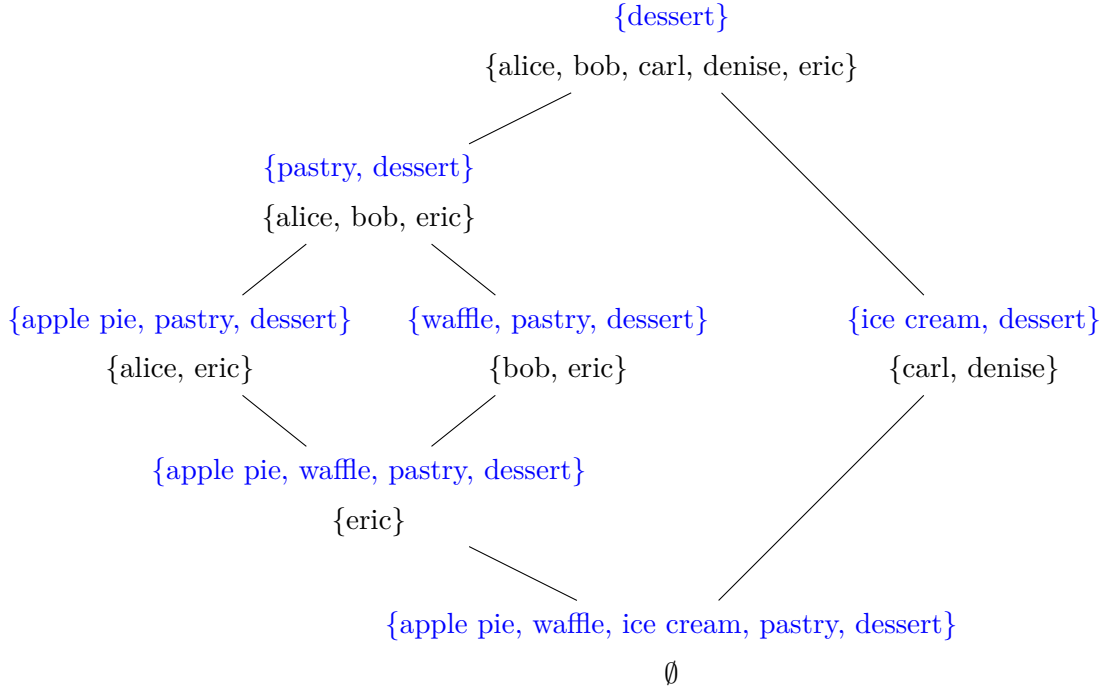 {dessert}
{alice, bob, carl, denise, eric}
{pastry, dessert}
{alice, bob, eric}
{apple pie, pastry, dessert}
{alice, eric}
{waffle, pastry, dessert}
{bob, eric}
{ice cream, dessert}
{carl, denise}
{apple pie, waffle, pastry, dessert}
{eric}
{apple pie, waffle, ice cream, pastry, dessert}
∅